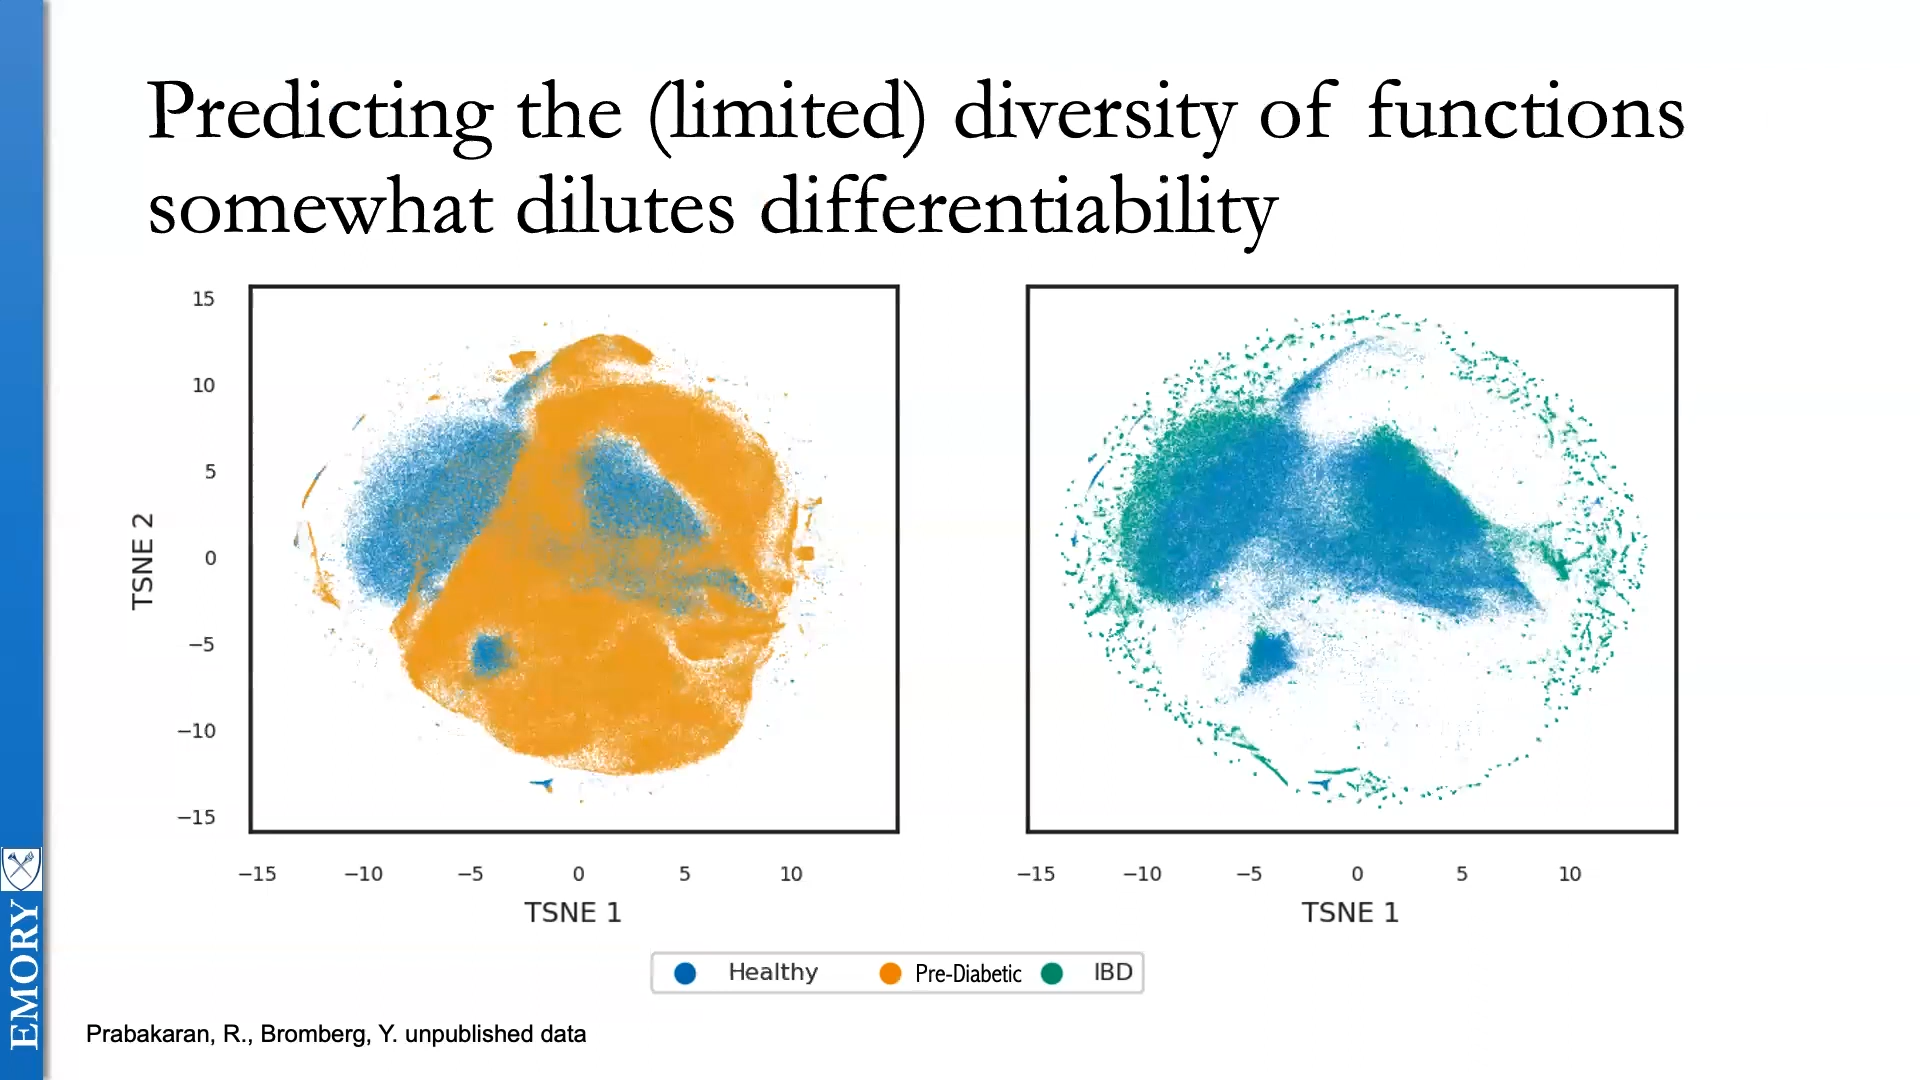 Predicting the (limited) diversity of functions
somewhat dilutes differentiability
15
10
5
0
−5
−10
−15
TSNE 2
−15 −10 −5 0 5 10
TSNE 1
−15 −10 −5 0 5 10
TSNE 1
Healthy Pre-Diabetic IBD
Prabakaran, R., Bromberg, Y. unpublished data
EMORY